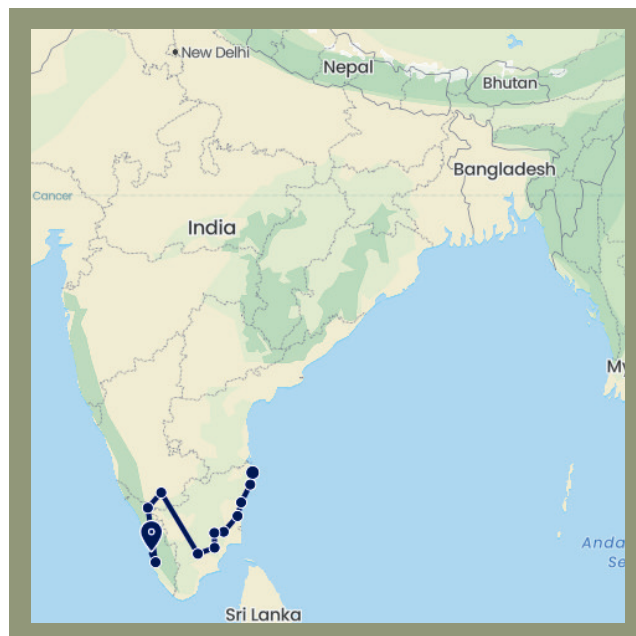 New Delhi
Nepal
Bhutan
Bangladesh
Cancer
India
My
Anda
Se
Sri Lanka